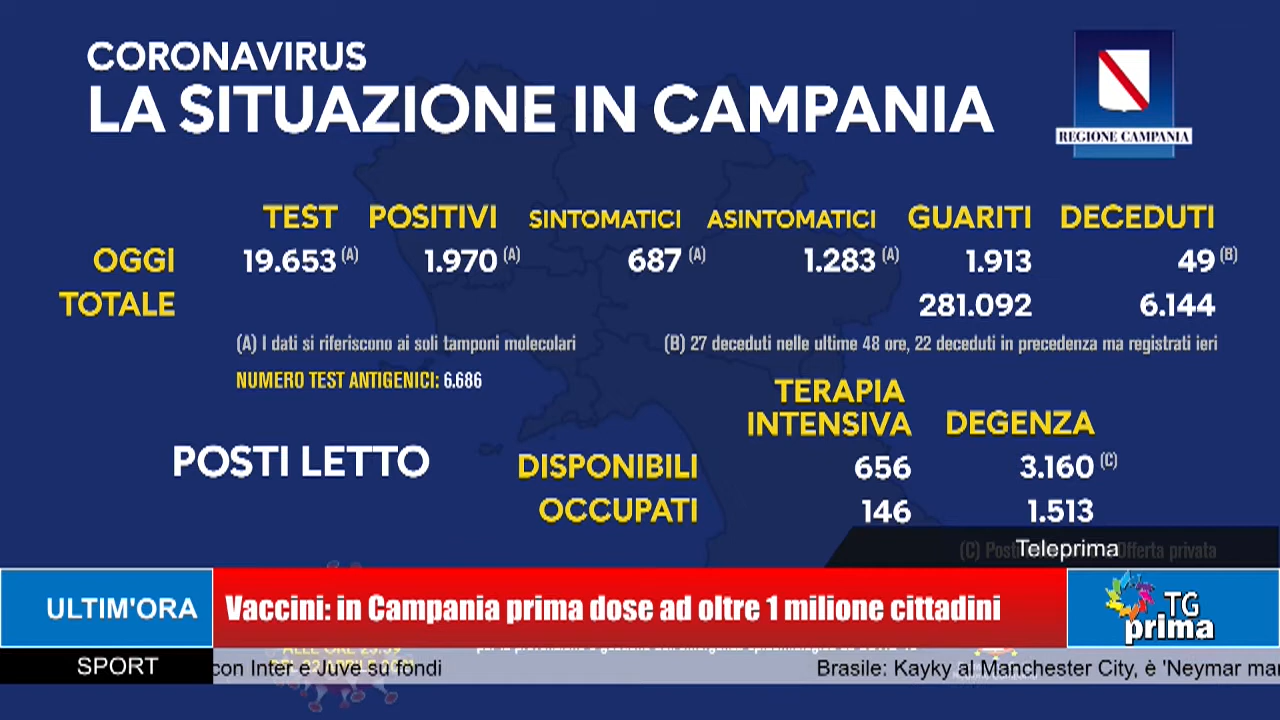 CORONAVIRUS
LA SITUAZIONE IN CAMPANIA
REGIONE CAMPANIA
TEST POSITIVI SINTOMATICI ASINTOMATICI GUARITI DECEDUTI
OGGI 19.653 (A) 1.970 (A) 687 (A) 1.283 (A) 1.913 49 (B)
TOTALE 281.092 6.144
(A) I dati si riferiscono ai soli tamponi molecolari
(B) 27 deceduti nelle ultime 48 ore, 22 deceduti in precedenza ma registrati ieri
NUMERO TEST ANTIGENICI: 6.686
TERAPIA
INTENSIVA DEGENZA
POSTI LETTO
DISPONIBILI 656 3.160 (C)
OCCUPATI 146 1.513
Teleprima
(C) Offerta privata
ULTIM'ORA Vaccini: in Campania prima dose ad oltre 1 milione cittadini
TG
prima
SPORT con Inter e Juve su fondi Brasile: Kayky al Manchester City, è 'Neymar